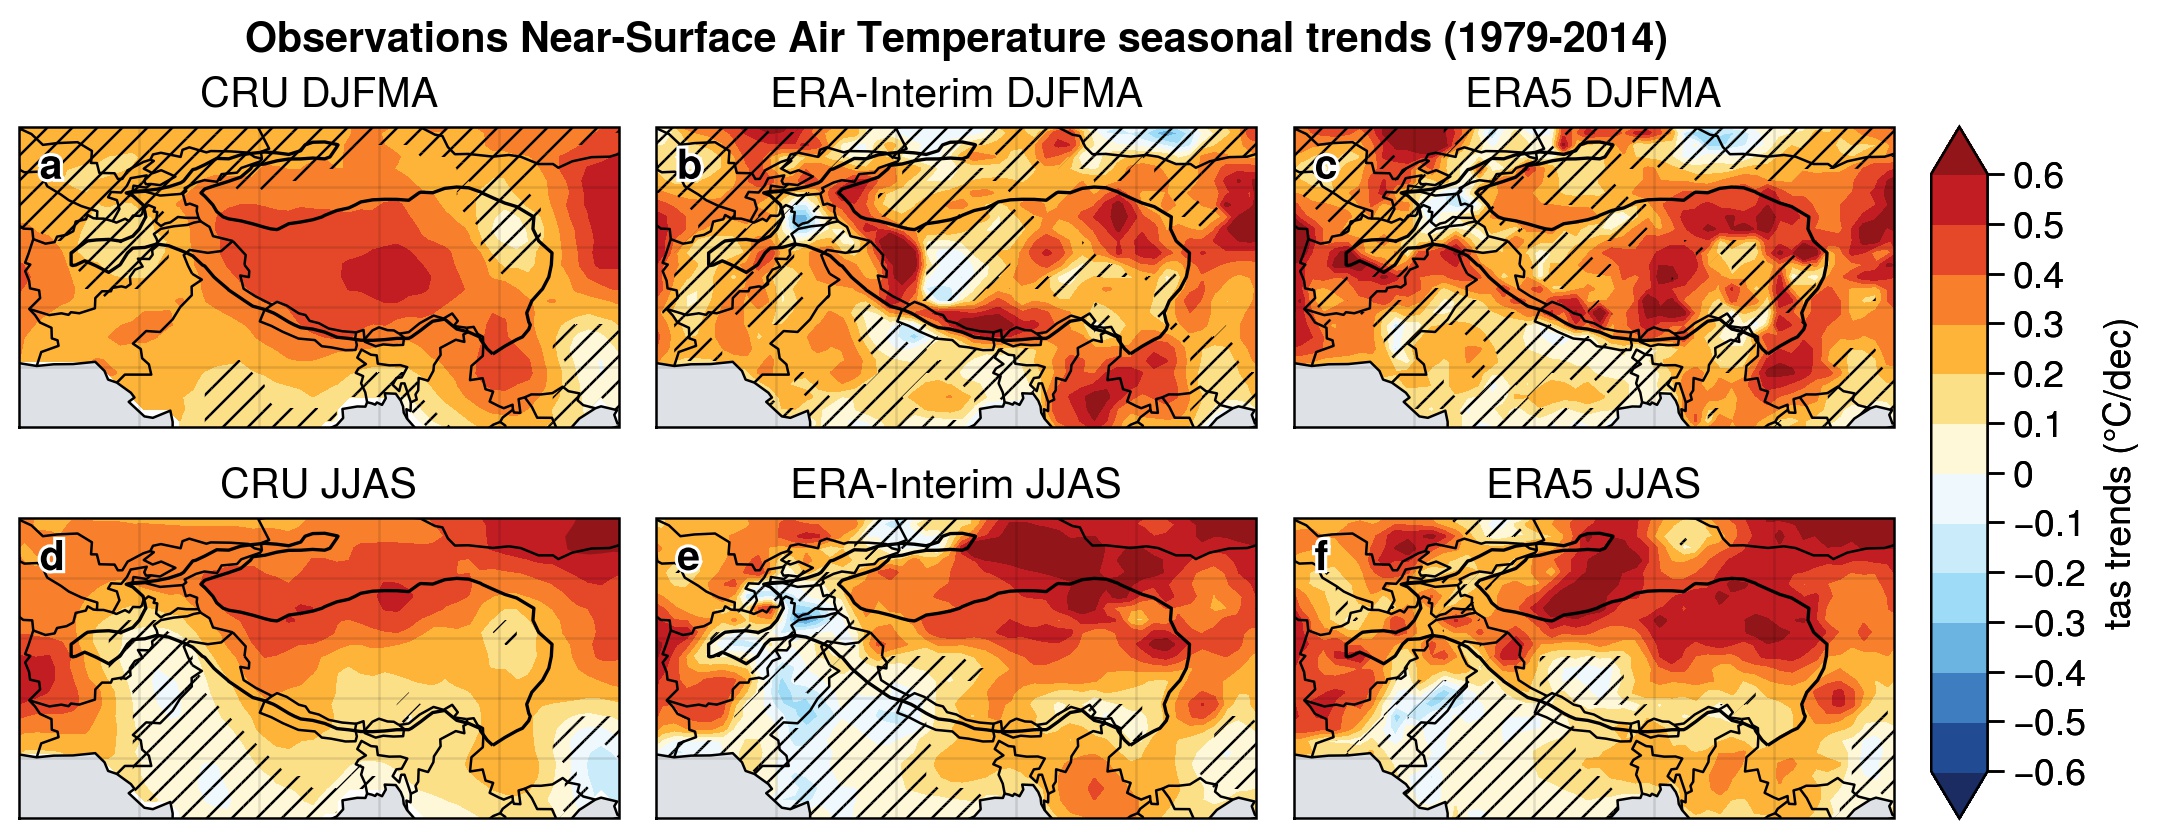 Observations Near-Surface Air Temperature seasonal trends (1979-2014)
CRU DJFMA
ERA-Interim DJFMA
ERA5 DJFMA
a
b
c
CRU JJAS
ERA-Interim JJAS
ERA5 JJAS
d
e
f
0.6
0.5
0.4
0.3
0.2
0.1
0
−0.1
−0.2
−0.3
−0.4
−0.5
−0.6
tas trends (°C/dec)